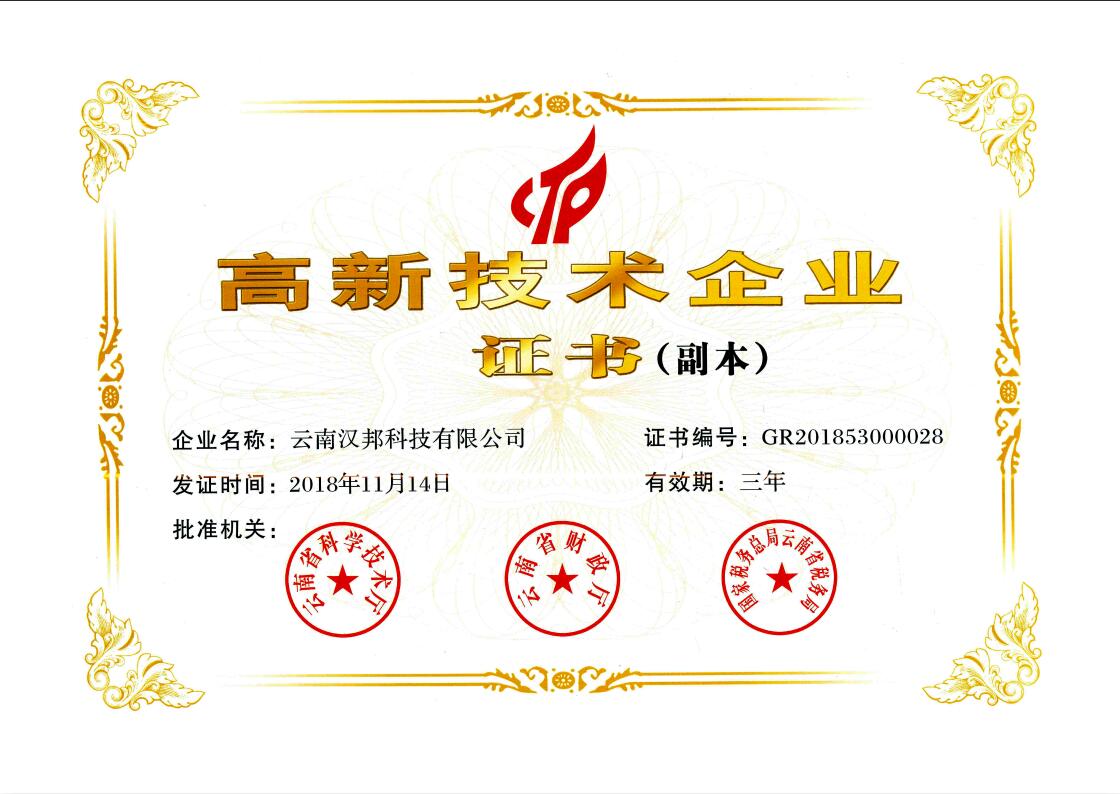 CTP
高新技术企业
证书（副本）
企业名称：云南汉邦科技有限公司
证书编号：GR201853000028
发证时间：2018年11月14日
有效期：三年
批准机关：
云南省科学技术厅
云南省财政厅
国家税务总局云南省税务局